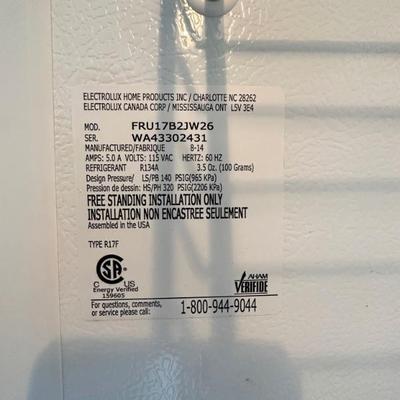 ELECTROLUX HOME PRODUCTS INC / CHARLOTTE NC 28262
ELECTROLUX CANADA CORP / MISSISSAUGA ONT L5V 3E4
MOD. FRU17B2JW26
SER. WA43302431
MANUFACTURED/FABRIQUE 8-14
AMPS: 5.0 A VOLTS: 115 VAC HERTZ: 60 HZ
REFRIGERANT R134A 3.5 Oz. (100 Grams)
Design Pressure/ LS/PB 140 PSIG(965 KPa)
Pression de dessin: HS/PH 320 PSIG(2206 KPa)
FREE STANDING INSTALLATION ONLY
INSTALLATION NON ENCASTREE SEULEMENT
Assembled in the USA
TYPE R17F
CSA
C US
Energy Verified
159605
AHAM
VERIFIDE
For questions, comments,
or service please call: 1-800-944-9044